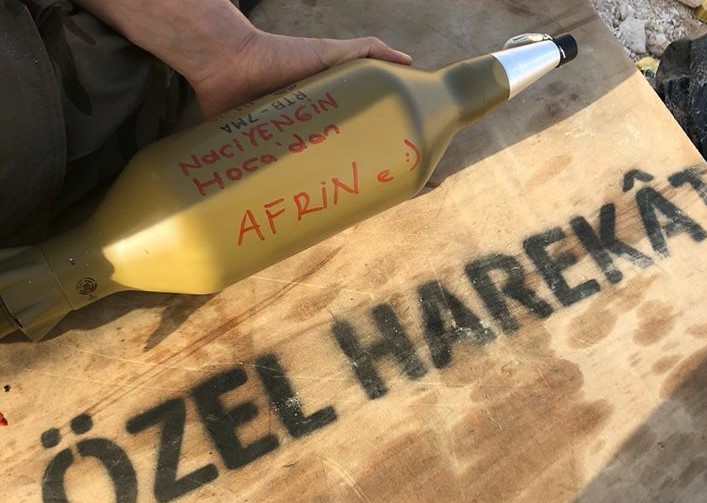 RTB-7MA
NaciYENGİN
Hoca'dan
AFRİN e :)
ÖZEL HAREKÂT